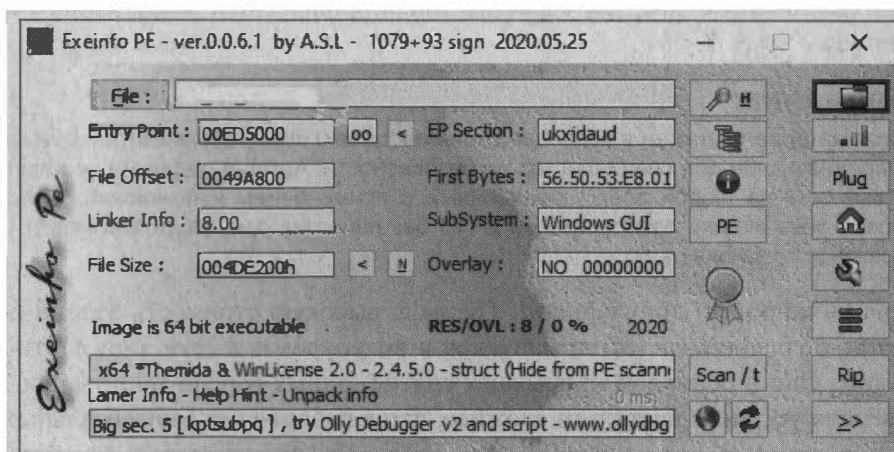 Exeinfo PE - ver.0.0.6.1 by A.S.L - 1079+93 sign 2020.05.25
File :
H
Entry Point : 00ED5000 oo < EP Section : ukxidaud
File Offset : 0049A800 First Bytes : 56.50.53.E8.01
Plug
Linker Info : 8.00 SubSystem : Windows GUI
PE
File Size : 004DE200h < N Overlay : NO 00000000
Image is 64 bit executable RES/OVL : 8 / 0 % 2020
x64 *Themida & WinLicense 2.0 - 2.4.5.0 - struct (Hide from PE scann
Scan / t
Rip
Lamer Info - Help Hint - Unpack info 0 ms)
Big sec. 5 [ kptsubpq ] , try Olly Debugger v2 and script - www.ollydbg
>>
Exeinfo Pe